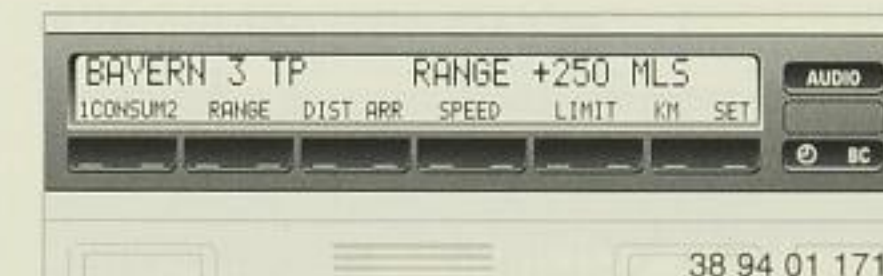 BAYERN 3 TP RANGE +250 MLS
1CONSUM2 RANGE DIST ARR SPEED LIMIT KM SET
AUDIO
BC
38 94 01 171